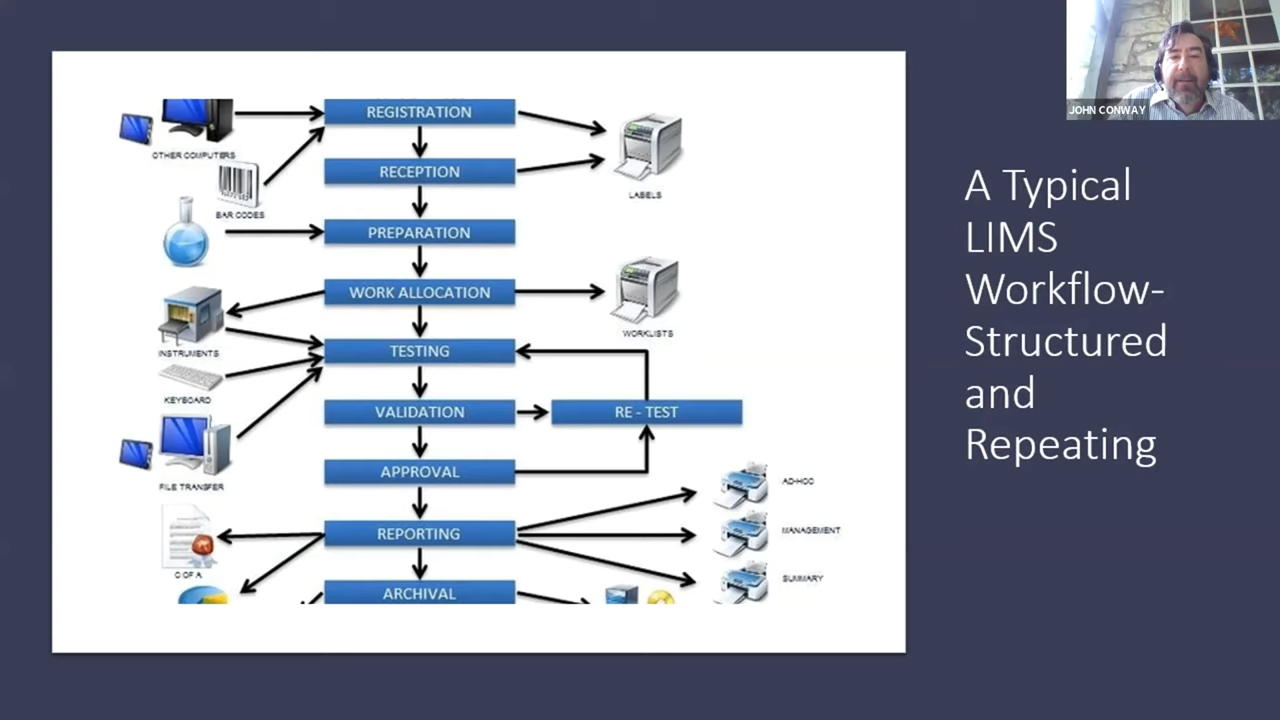 JOHN CONWAY
A Typical
LIMS
Workflow-
Structured
and
Repeating
REGISTRATION
OTHER COMPUTERS
RECEPTION
BAR CODES
LABELS
PREPARATION
WORK ALLOCATION
WORKLISTS
INSTRUMENTS
TESTING
KEYBOARD
VALIDATION
RE - TEST
APPROVAL
FILE TRANSFER
AD-HOC
REPORTING
MANAGEMENT
C OF A
SUMMARY
ARCHIVAL